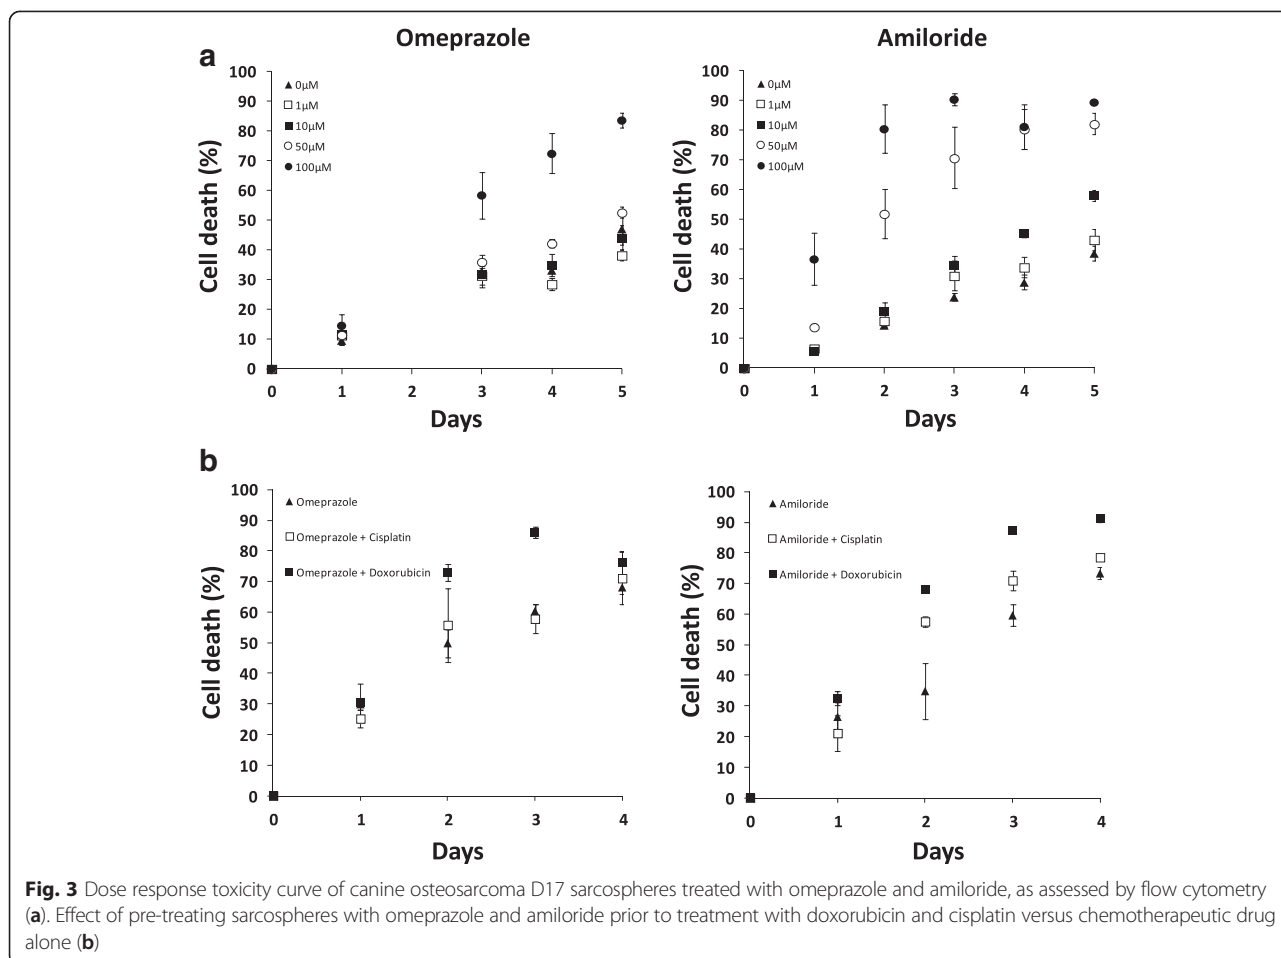 Omeprazole
Amiloride
a
100
90
80
70
60
50
40
30
20
10
0
Cell death (%)
0µM
1µM
10µM
50µM
100µM
0 1 2 3 4 5
Days
100
90
80
70
60
50
40
30
20
10
0
Cell death (%)
0µM
1µM
10µM
50µM
100µM
0 1 2 3 4 5
Days
b
100
90
80
70
60
50
40
30
20
10
0
Cell death (%)
Omeprazole
Omeprazole + Cisplatin
Omeprazole + Doxorubicin
0 1 2 3 4
Days
100
90
80
70
60
50
40
30
20
10
0
Cell death (%)
Amiloride
Amiloride + Cisplatin
Amiloride + Doxorubicin
0 1 2 3 4
Days
Fig. 3 Dose response toxicity curve of canine osteosarcoma D17 sarcospheres treated with omeprazole and amiloride, as assessed by flow cytometry
(a). Effect of pre-treating sarcospheres with omeprazole and amiloride prior to treatment with doxorubicin and cisplatin versus chemotherapeutic drug
alone (b)